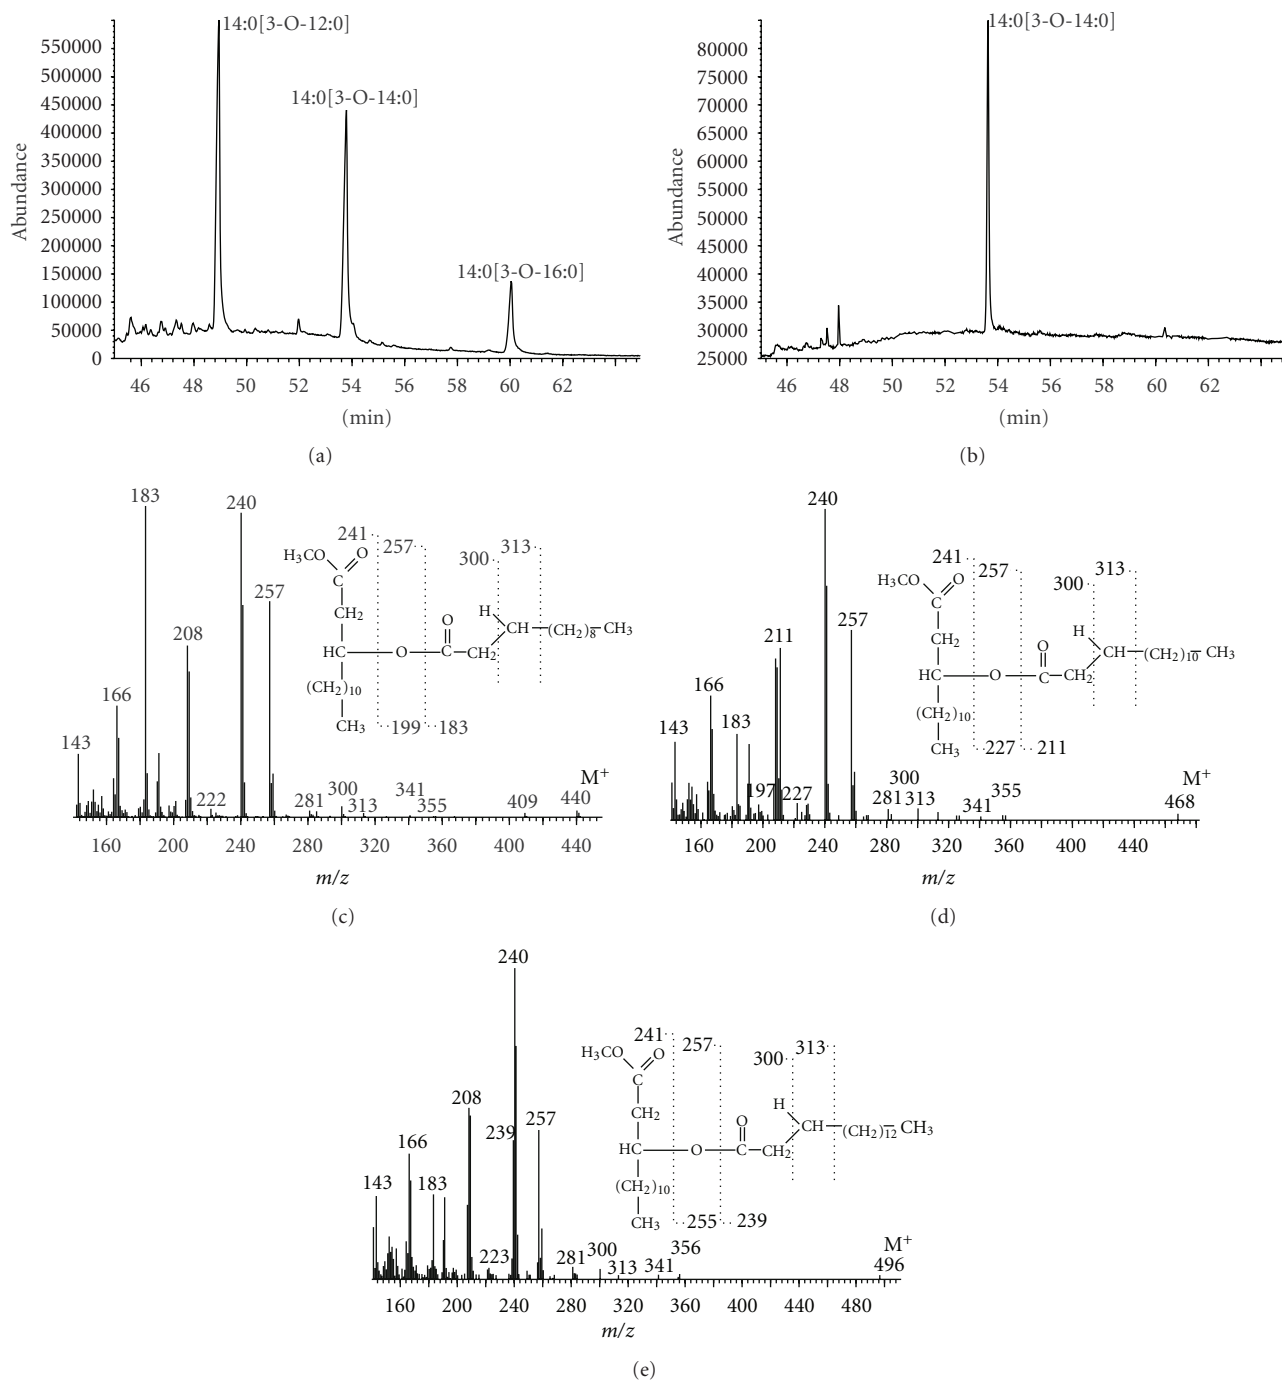 14:0[3-O-12:0]
14:0[3-O-14:0]
14:0[3-O-16:0]
Abundance
550000
500000
450000
400000
350000
300000
250000
200000
150000
100000
50000
0
46 48 50 52 54 56 58 60 62
(min)
(a)
14:0[3-O-14:0]
Abundance
80000
75000
70000
65000
60000
55000
50000
45000
40000
35000
30000
25000
46 48 50 52 54 56 58 60 62
(min)
(b)
183
240
257
208
166
143
222
281
300
313
341
355
409
440
M+
241
257
300
313
H3CO
O
C
CH2
HC
O
O
C
CH2
H
CH
(CH2)8
CH3
(CH2)10
CH3
199
183
160 200 240 280 320 360 400 440
m/z
(c)
240
257
211
166
183
143
197
227
281
300
313
341
355
468
M+
241
257
300
313
H3CO
O
C
CH2
HC
O
O
C
CH2
H
CH
(CH2)10
CH3
(CH2)10
CH3
227
211
160 200 240 280 320 360 400 440
m/z
(d)
240
257
239
208
166
143
183
223
281
300
313
341
356
496
M+
241
257
300
313
H3CO
O
C
CH2
HC
O
O
C
CH2
H
CH
(CH2)12
CH3
(CH2)10
CH3
255
239
160 200 240 280 320 360 400 440 480
m/z
(e)